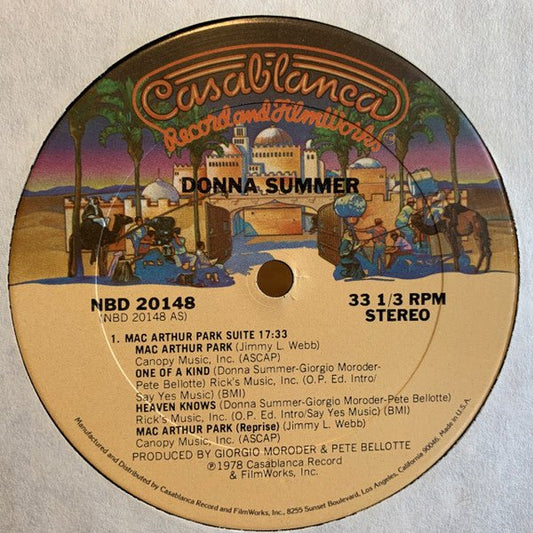 Casablanca
Record and FilmWorks
DONNA SUMMER
NBD 20148
(NBD 20148 AS)
33 1/3 RPM
STEREO
1. MAC ARTHUR PARK SUITE 17:33
MAC ARTHUR PARK (Jimmy L. Webb)
Canopy Music, Inc. (ASCAP)
ONE OF A KIND (Donna Summer-Giorgio Moroder-
Pete Bellotte) Rick's Music, Inc. (O.P. Ed. Intro/
Say Yes Music) (BMI)
HEAVEN KNOWS (Donna Summer-Giorgio Moroder-Pete Bellotte)
Rick's Music, Inc. (O.P. Ed. Intro/Say Yes Music) (BMI)
MAC ARTHUR PARK (Reprise) (Jimmy L. Webb)
Canopy Music, Inc. (ASCAP)
PRODUCED BY GIORGIO MORODER & PETE BELLOTTE
℗1978 Casablanca Record
& FilmWorks, Inc.
Manufactured and Distributed by Casablanca Record and FilmWorks, Inc., 8255 Sunset Boulevard, Los Angeles, California 90046. Made in U.S.A.